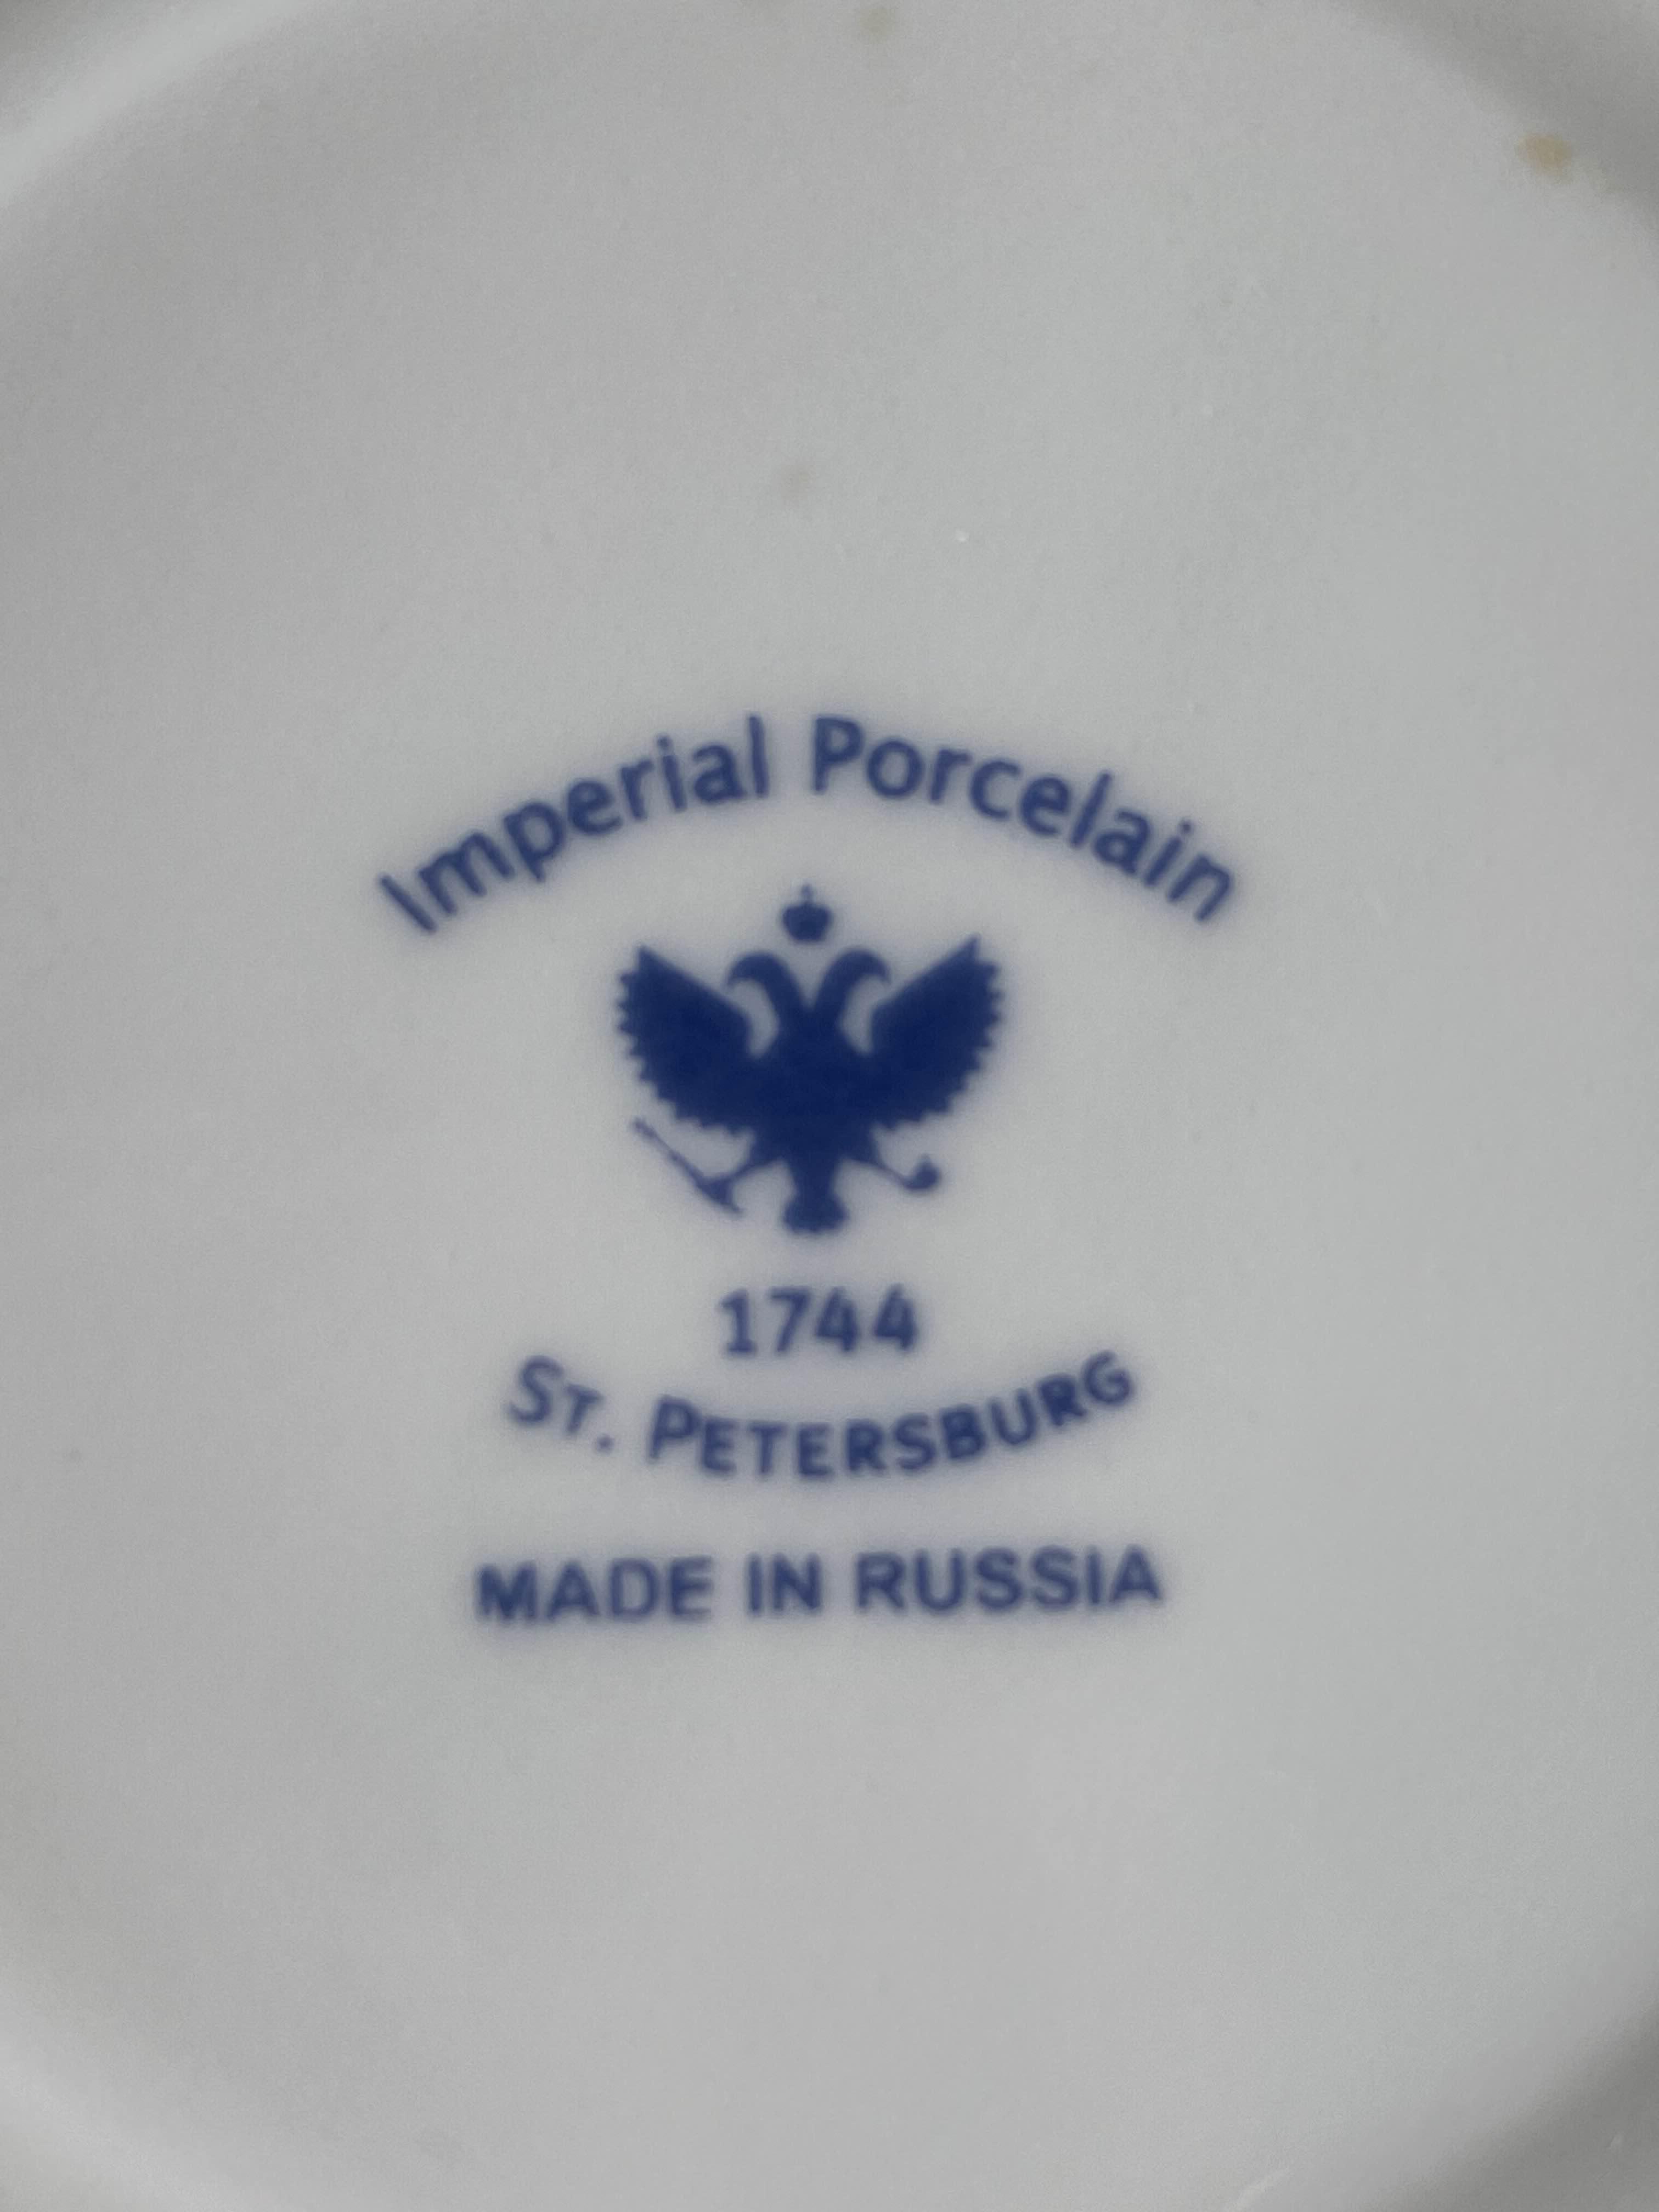 Imperial Porcelain
1744
ST. PETERSBURG
MADE IN RUSSIA